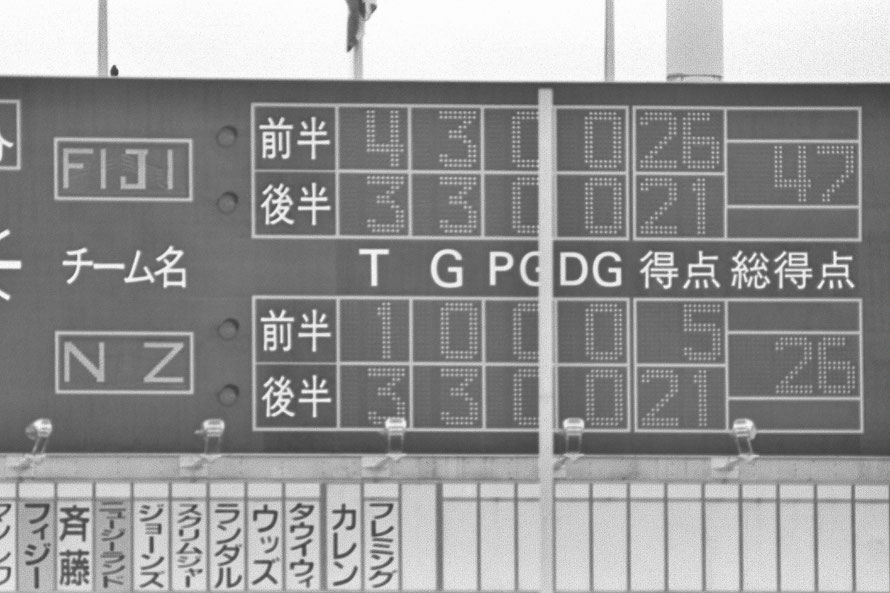 FIJI
前半 4 3 0 0 26
47
後半 3 3 0 0 21
チーム名 T G PG DG 得点 総得点
NZ
前半 1 0 0 0 5
26
後半 3 3 0 0 21
フィジー
斉藤
ニュージーランド
ジョーンズ
スクリムジャー
ランダル
ウッズ
タウイウィ
カレン
フレミング